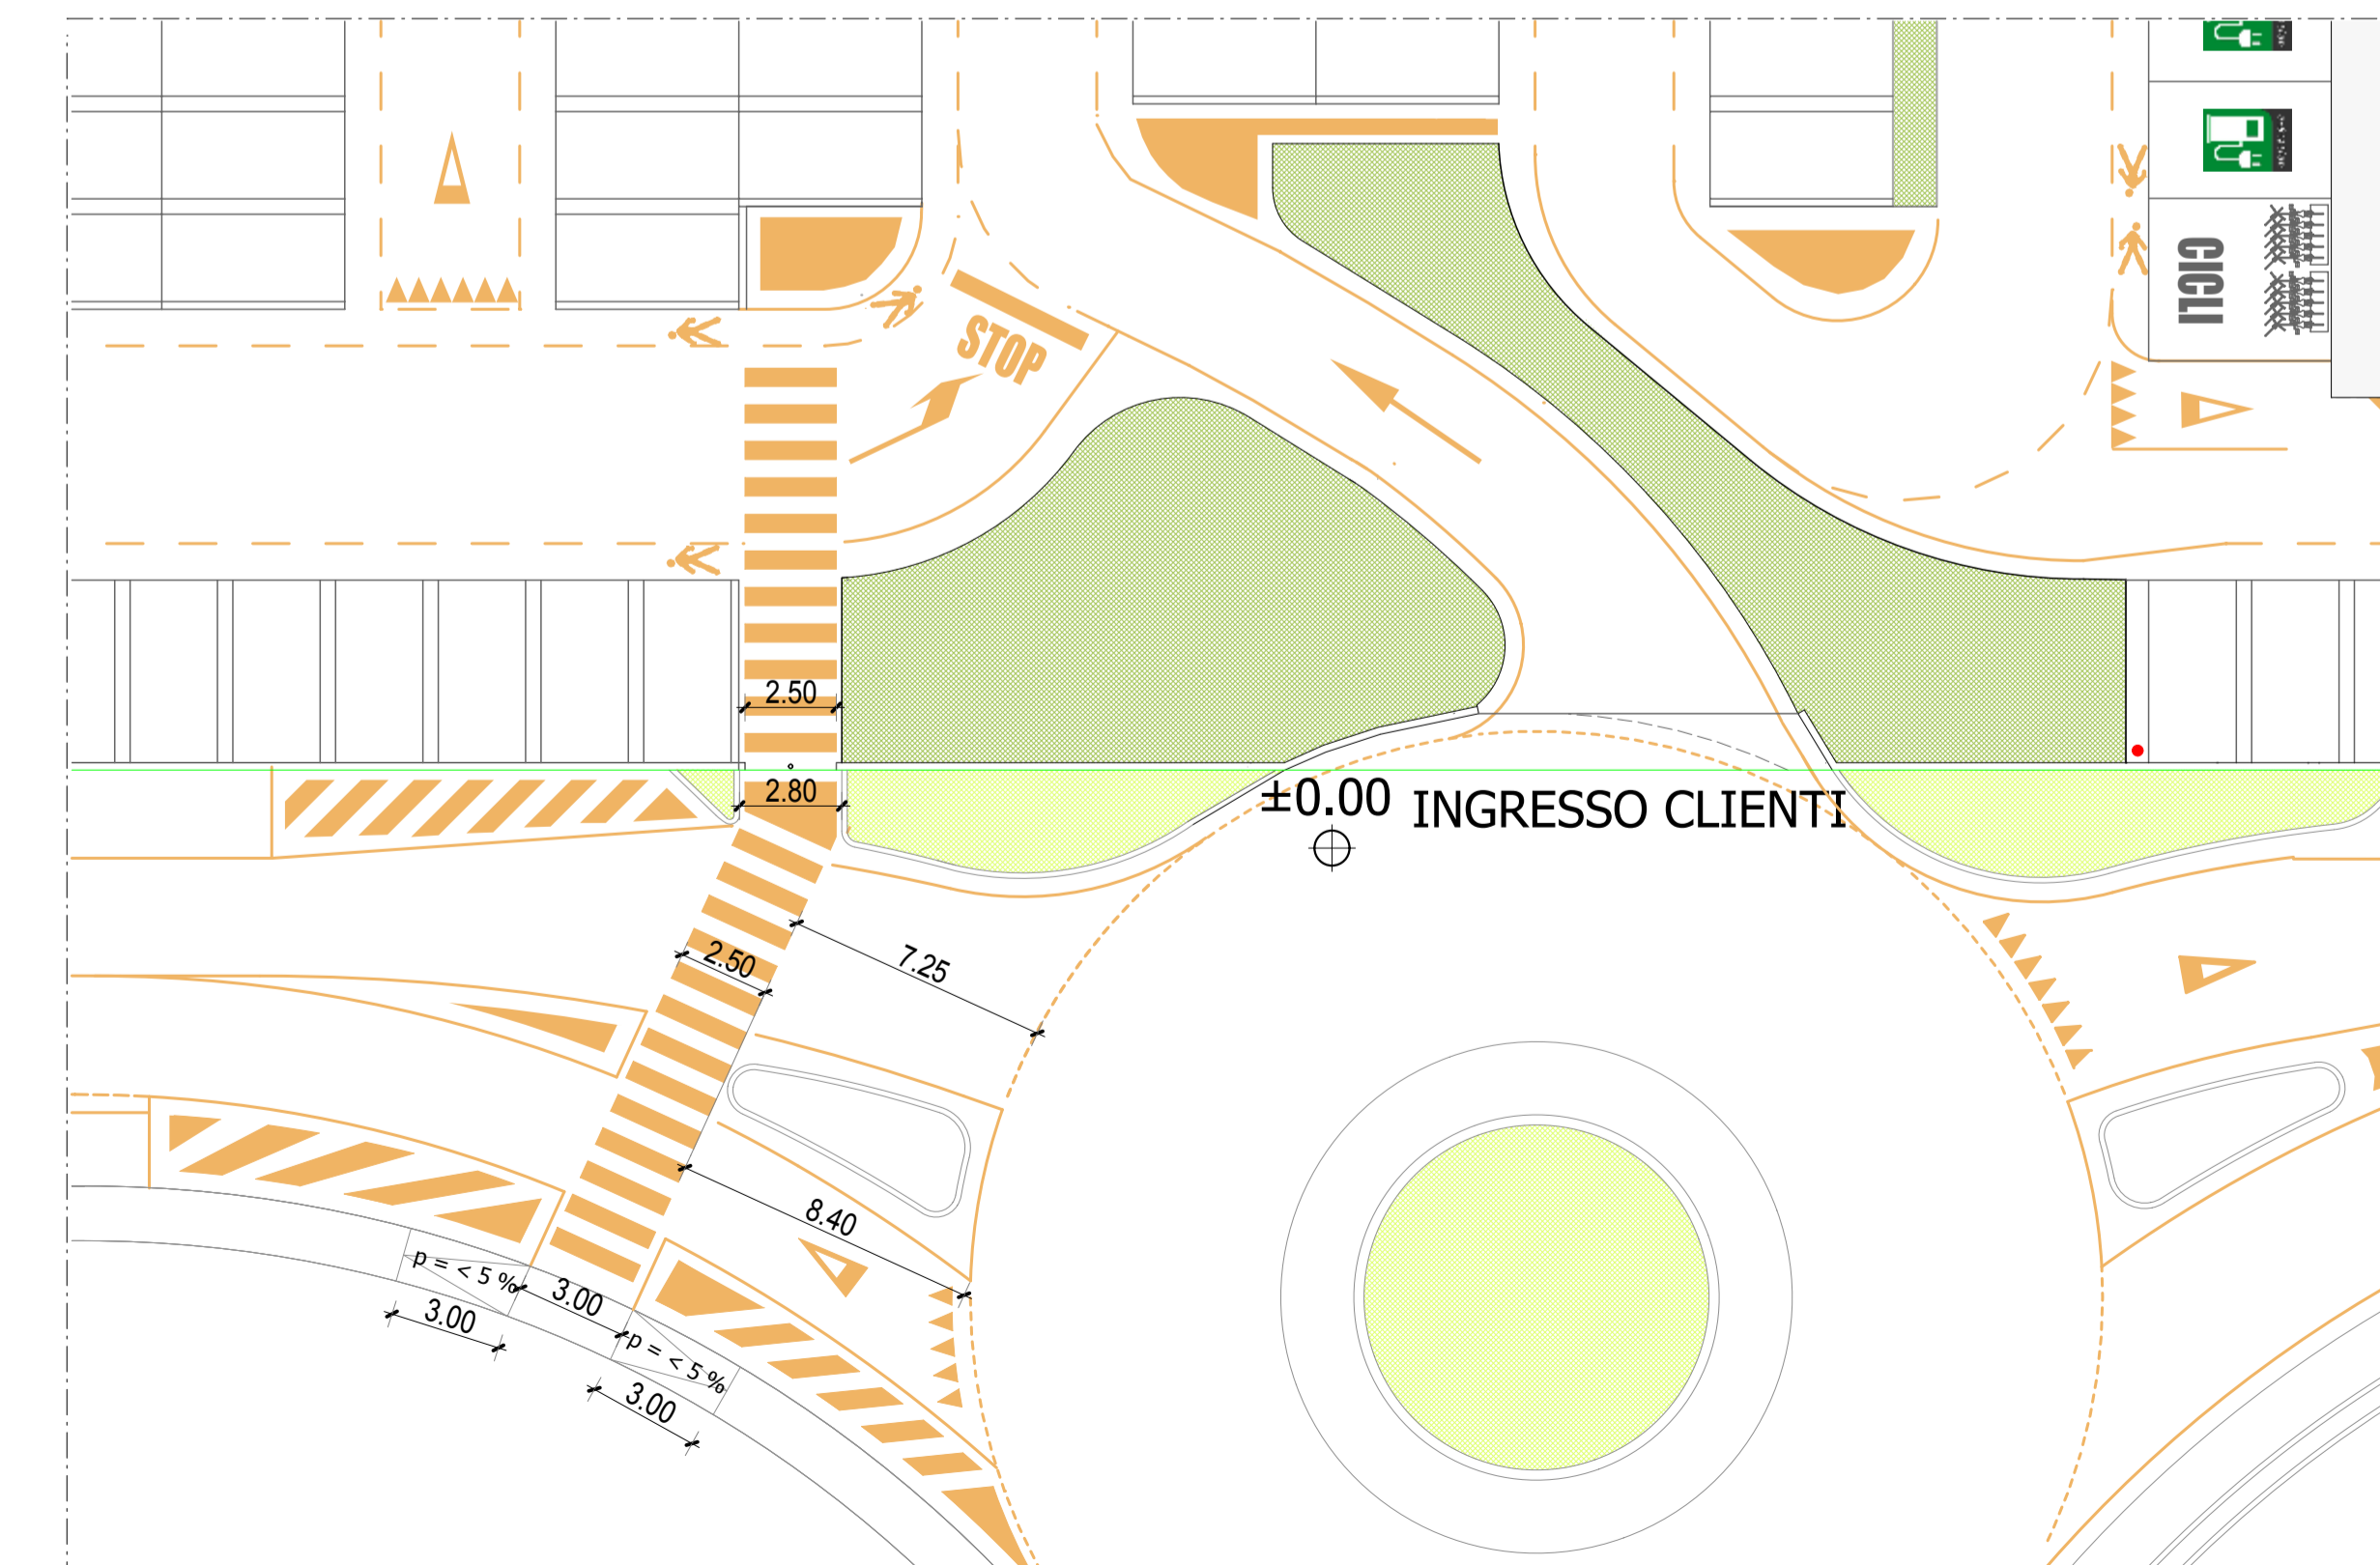 CICLI
STOP
2.50
2.80
±0.00 INGRESSO CLIENTI
2.50
7.25
8.40
p = < 5 %
3.00
3.00
p = < 5 %
3.00